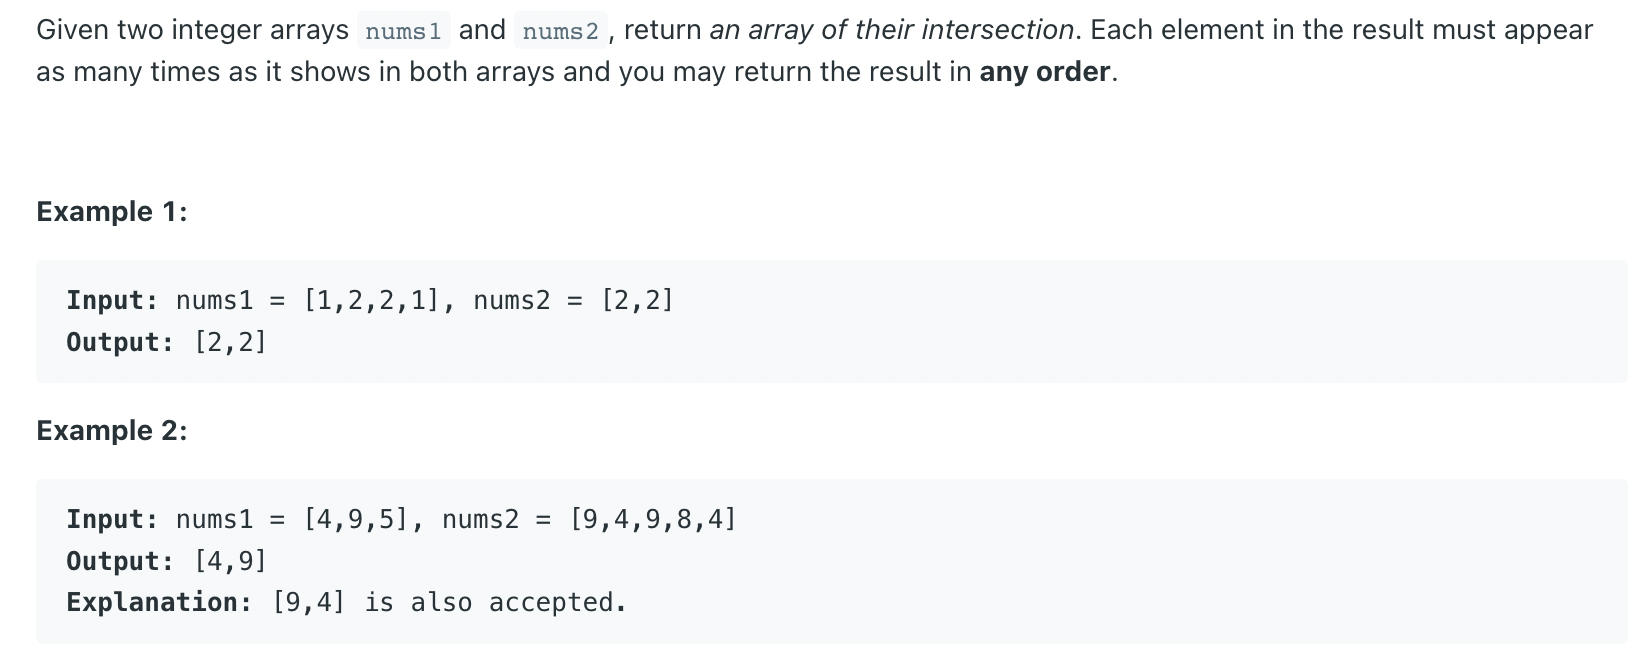 Given two integer arrays nums1 and nums2, return an array of their intersection. Each element in the result must appear
as many times as it shows in both arrays and you may return the result in any order.
Example 1:
Input: nums1 = [1,2,2,1], nums2 = [2,2]
Output: [2,2]
Example 2:
Input: nums1 = [4,9,5], nums2 = [9,4,9,8,4]
Output: [4,9]
Explanation: [9,4] is also accepted.